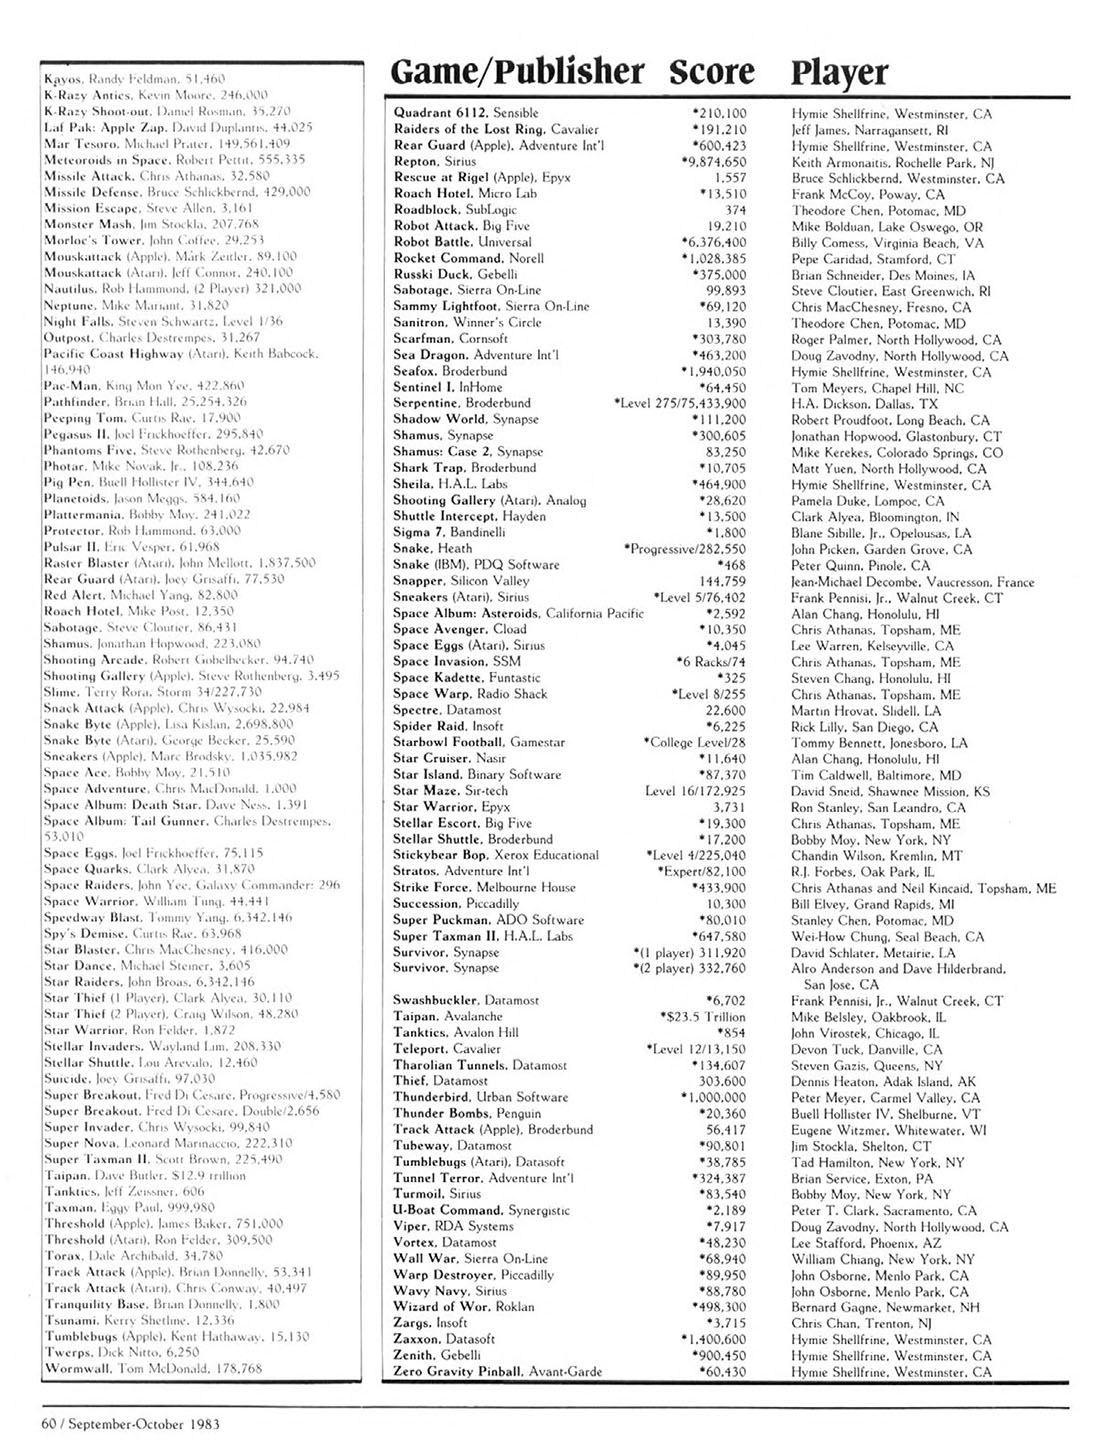 Kayos, Randy Feldman, 51,460
K-Razy Antics, Kevin Moore, 246,000
K-Razy Shoot-out, Daniel Rosman, 35,270
Laf Pak: Apple Zap, David Duplantis, 44,025
Mar Tesoro, Michael Prater, 149,561,409
Meteoroids in Space, Robert Pettit, 555,335
Missile Attack, Chris Athanas, 32,580
Missile Defense, Bruce Schlickbernd, 429,000
Mission Escape, Steve Allen, 3,161
Monster Mash, Jim Stockla, 207,768
Morloc's Tower, John Coffee, 29,253
Mouskattack (Apple), Mark Zeitler, 89,100
Mouskattack (Atari), Jeff Connor, 240,100
Nautilus, Rob Hammond, (2 Player) 321,000
Neptune, Mike Mariant, 31,820
Night Falls, Steven Schwartz, Level 1/36
Outpost, Charles Destrempes, 31,267
Pacific Coast Highway (Atari), Keith Babcock,
146,940
Pac-Man, King Mon Yee, 422,860
Pathfinder, Brian Hall, 25,254,326
Peeping Tom, Curtis Rae, 17,900
Pegasus II, Joel Frickhoeffer, 295,840
Phantoms Five, Steve Rothenberg, 42,670
Photar, Mike Novak, Jr., 108,236
Pig Pen, Buell Hollister IV, 344,640
Planetoids, Jason Meggs, 584,160
Plattermania, Bobby Moy, 241,022
Protector, Rob Hammond, 63,000
Pulsar II, Eric Vesper, 61,968
Raster Blaster (Atari), John Mellott, 1,837,500
Rear Guard (Atari), Joey Grisaffi, 77,530
Red Alert, Michael Yang, 82,800
Roach Hotel, Mike Post, 12,350
Sabotage, Steve Cloutier, 86,431
Shamus, Jonathan Hopwood, 223,080
Shooting Arcade, Robert Gobelbecker, 94,740
Shooting Gallery (Apple), Steve Rothenberg, 3,495
Slime, Terry Rora, Storm 34/227,730
Snack Attack (Apple), Chris Wysocki, 22,984
Snake Byte (Apple), Lisa Kislan, 2,698,800
Snake Byte (Atari), George Becker, 25,590
Sneakers (Apple), Marc Brodsky, 1,035,982
Space Ace, Bobby Moy, 21,510
Space Adventure, Chris MacDonald, 1,000
Space Album: Death Star, Dave Ness, 1,391
Space Album: Tail Gunner, Charles Destrempes,
53,010
Space Eggs, Joel Frickhoeffer, 75,115
Space Quarks, Clark Alyea, 31,870
Space Raiders, John Yee, Galaxy Commander: 296
Space Warrior, William Tung, 44,441
Speedway Blast, Tommy Yang, 6,342,146
Spy's Demise, Curtis Rae, 63,968
Star Blaster, Chris MacChesney, 416,000
Star Dance, Michael Steiner, 3,605
Star Raiders, John Broas, 6,342,146
Star Thief (1 Player), Clark Alyea, 30,110
Star Thief (2 Player), Craig Wilson, 48,280
Star Warrior, Ron Felder, 1,872
Stellar Invaders, Wayland Lim, 208,330
Stellar Shuttle, Lou Arevalo, 12,460
Suicide, Joey Grisaffi, 97,030
Super Breakout, Fred Di Cesare, Progressive/4,580
Super Breakout, Fred Di Cesare, Double/2,656
Super Invader, Chris Wysocki, 99,840
Super Nova, Leonard Marinaccio, 222,310
Super Taxman II, Scott Brown, 225,490
Taipan, Dave Butler, $12.9 trillion
Tanktics, Jeff Zeissner, 606
Taxman, Eggy Paul, 999,980
Threshold (Apple), James Baker, 751,000
Threshold (Atari), Ron Felder, 309,500
Torax, Dale Archibald, 34,780
Track Attack (Apple), Brian Donnelly, 53,341
Track Attack (Atari), Chris Conway, 40,497
Tranquility Base, Brian Donnelly, 1,800
Tsunami, Kerry Shetline, 12,336
Tumblebugs (Apple), Kent Hathaway, 15,130
Twerps, Dick Nitto, 6,250
Wormwall, Tom McDonald, 178,768
Game/Publisher Score Player
Quadrant 6112, Sensible *210,100 Hymie Shellfrine, Westminster, CA
Raiders of the Lost Ring, Cavalier *191,210 Jeff James, Narragansett, RI
Rear Guard (Apple), Adventure Int'l *600,423 Hymie Shellfrine, Westminster, CA
Repton, Sirius *9,874,650 Keith Armonaitis, Rochelle Park, NJ
Rescue at Rigel (Apple), Epyx 1,557 Bruce Schlickbernd, Westminster, CA
Roach Hotel, Micro Lab *13,510 Frank McCoy, Poway, CA
Roadblock, SubLogic 374 Theodore Chen, Potomac, MD
Robot Attack, Big Five 19,210 Mike Bolduan, Lake Oswego, OR
Robot Battle, Universal *6,376,400 Billy Comess, Virginia Beach, VA
Rocket Command, Norell *1,028,385 Pepe Caridad, Stamford, CT
Russki Duck, Gebelli *375,000 Brian Schneider, Des Moines, IA
Sabotage, Sierra On-Line 99,893 Steve Cloutier, East Greenwich, RI
Sammy Lightfoot, Sierra On-Line *69,120 Chris MacChesney, Fresno, CA
Sanitron, Winner's Circle 13,390 Theodore Chen, Potomac, MD
Scarfman, Cornsoft *303,780 Roger Palmer, North Hollywood, CA
Sea Dragon, Adventure Int'l *463,200 Doug Zavodny, North Hollywood, CA
Seafox, Broderbund *1,940,050 Hymie Shellfrine, Westminster, CA
Sentinel I, InHome *64,450 Tom Meyers, Chapel Hill, NC
Serpentine, Broderbund *Level 275/75,433,900 H.A. Dickson, Dallas, TX
Shadow World, Synapse *111,200 Robert Proudfoot, Long Beach, CA
Shamus, Synapse *300,605 Jonathan Hopwood, Glastonbury, CT
Shamus: Case 2, Synapse 83,250 Mike Kerekes, Colorado Springs, CO
Shark Trap, Broderbund *10,705 Matt Yuen, North Hollywood, CA
Sheila, H.A.L. Labs *464,900 Hymie Shellfrine, Westminster, CA
Shooting Gallery (Atari), Analog *28,620 Pamela Duke, Lompoc, CA
Shuttle Intercept, Hayden *13,500 Clark Alyea, Bloomington, IN
Sigma 7, Bandinelli *1,800 Blane Sibille, Jr., Opelousas, LA
Snake, Heath *Progressive/282,550 John Picken, Garden Grove, CA
Snake (IBM), PDQ Software *468 Peter Quinn, Pinole, CA
Snapper, Silicon Valley 144,759 Jean-Michael Decombe, Vaucresson, France
Sneakers (Atari), Sirius *Level 5/76,402 Frank Pennisi, Jr., Walnut Creek, CT
Space Album: Asteroids, California Pacific *2,592 Alan Chang, Honolulu, HI
Space Avenger, Cload *10,350 Chris Athanas, Topsham, ME
Space Eggs (Atari), Sirius *4,045 Lee Warren, Kelseyville, CA
Space Invasion, SSM *6 Racks/74 Chris Athanas, Topsham, ME
Space Kadette, Funtastic *325 Steven Chang, Honolulu, HI
Space Warp, Radio Shack *Level 8/255 Chris Athanas, Topsham, ME
Spectre, Datamost 22,600 Martin Hrovat, Slidell, LA
Spider Raid, Insoft *6,225 Rick Lilly, San Diego, CA
Starbowl Football, Gamestar *College Level/28 Tommy Bennett, Jonesboro, LA
Star Cruiser, Nasir *11,640 Alan Chang, Honolulu, HI
Star Island, Binary Software *87,370 Tim Caldwell, Baltimore, MD
Star Maze, Sir-tech Level 16/172,925 David Sneid, Shawnee Mission, KS
Star Warrior, Epyx 3,731 Ron Stanley, San Leandro, CA
Stellar Escort, Big Five *19,300 Chris Athanas, Topsham, ME
Stellar Shuttle, Broderbund *17,200 Bobby Moy, New York, NY
Stickybear Bop, Xerox Educational *Level 4/225,040 Chandin Wilson, Kremlin, MT
Stratos, Adventure Int'l *Expert/82,100 R.J. Forbes, Oak Park, IL
Strike Force, Melbourne House *433,900 Chris Athanas and Neil Kincaid, Topsham, ME
Succession, Piccadilly 10,300 Bill Elvey, Grand Rapids, MI
Super Puckman, ADO Software *80,010 Stanley Chen, Potomac, MD
Super Taxman II, H.A.L. Labs *647,580 Wei-How Chung, Seal Beach, CA
Survivor, Synapse *(1 player) 311,920 David Schlater, Metairie, LA
Survivor, Synapse *(2 player) 332,760 Alro Anderson and Dave Hilderbrand,
San Jose, CA
Swashbuckler, Datamost *6,702 Frank Pennisi, Jr., Walnut Creek, CT
Taipan, Avalanche *$23.5 Trillion Mike Belsley, Oakbrook, IL
Tanktics, Avalon Hill *854 John Virostek, Chicago, IL
Teleport, Cavalier *Level 12/13,150 Devon Tuck, Danville, CA
Tharolian Tunnels, Datamost *134,607 Steven Gazis, Queens, NY
Thief, Datamost 303,600 Dennis Heaton, Adak Island, AK
Thunderbird, Urban Software *1,000,000 Peter Meyer, Carmel Valley, CA
Thunder Bombs, Penguin *20,360 Buell Hollister IV, Shelburne, VT
Track Attack (Apple), Broderbund 56,417 Eugene Witzmer, Whitewater, WI
Tubeway, Datamost *90,801 Jim Stockla, Shelton, CT
Tumblebugs (Atari), Datasoft *38,785 Tad Hamilton, New York, NY
Tunnel Terror, Adventure Int'l *324,387 Brian Service, Exton, PA
Turmoil, Sirius *83,540 Bobby Moy, New York, NY
U-Boat Command, Synergistic *2,189 Peter T. Clark, Sacramento, CA
Viper, RDA Systems *7,917 Doug Zavodny, North Hollywood, CA
Vortex, Datamost *48,230 Lee Stafford, Phoenix, AZ
Wall War, Sierra On-Line *68,940 William Chiang, New York, NY
Warp Destroyer, Piccadilly *89,950 John Osborne, Menlo Park, CA
Wavy Navy, Sirius *88,780 John Osborne, Menlo Park, CA
Wizard of Wor, Roklan *498,300 Bernard Gagne, Newmarket, NH
Zargs, Insoft *3,715 Chris Chan, Trenton, NJ
Zaxxon, Datasoft *1,400,600 Hymie Shellfrine, Westminster, CA
Zenith, Gebelli *900,450 Hymie Shellfrine, Westminster, CA
Zero Gravity Pinball, Avant-Garde *60,430 Hymie Shellfrine, Westminster, CA
60 / September-October 1983